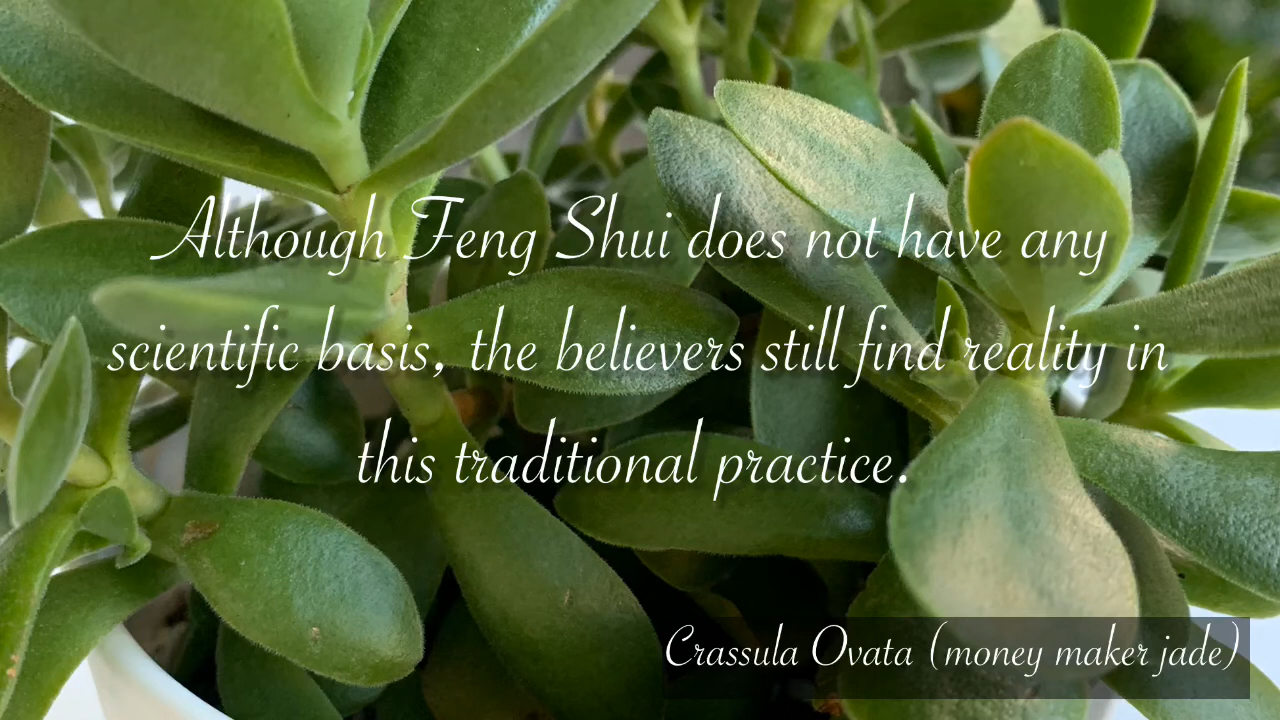 Although Feng Shui does not have any
scientific basis, the believers still find reality in
this traditional practice.
Crassula Ovata (money maker jade)